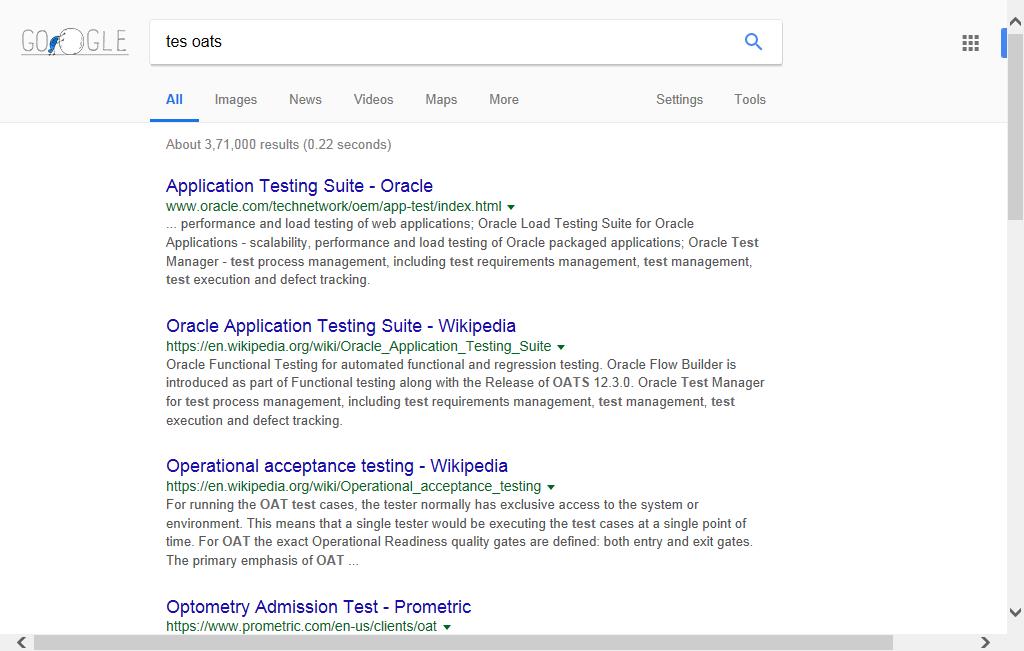 GOOGLE
tes oats
All Images News Videos Maps More Settings Tools
About 3,71,000 results (0.22 seconds)
Application Testing Suite - Oracle
www.oracle.com/technetwork/oem/app-test/index.html
... performance and load testing of web applications; Oracle Load Testing Suite for Oracle
Applications - scalability, performance and load testing of Oracle packaged applications; Oracle Test
Manager - test process management, including test requirements management, test management,
test execution and defect tracking.
Oracle Application Testing Suite - Wikipedia
https://en.wikipedia.org/wiki/Oracle_Application_Testing_Suite
Oracle Functional Testing for automated functional and regression testing. Oracle Flow Builder is
introduced as part of Functional testing along with the Release of OATS 12.3.0. Oracle Test Manager
for test process management, including test requirements management, test management, test
execution and defect tracking.
Operational acceptance testing - Wikipedia
https://en.wikipedia.org/wiki/Operational_acceptance_testing
For running the OAT test cases, the tester normally has exclusive access to the system or
environment. This means that a single tester would be executing the test cases at a single point of
time. For OAT the exact Operational Readiness quality gates are defined: both entry and exit gates.
The primary emphasis of OAT ...
Optometry Admission Test - Prometric
https://www.prometric.com/en-us/clients/oat